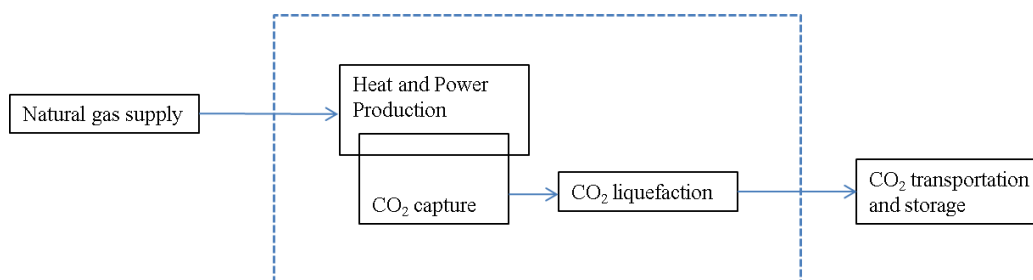 Natural gas supply
Heat and Power
Production
CO₂ capture
CO₂ liquefaction
CO₂ transportation
and storage